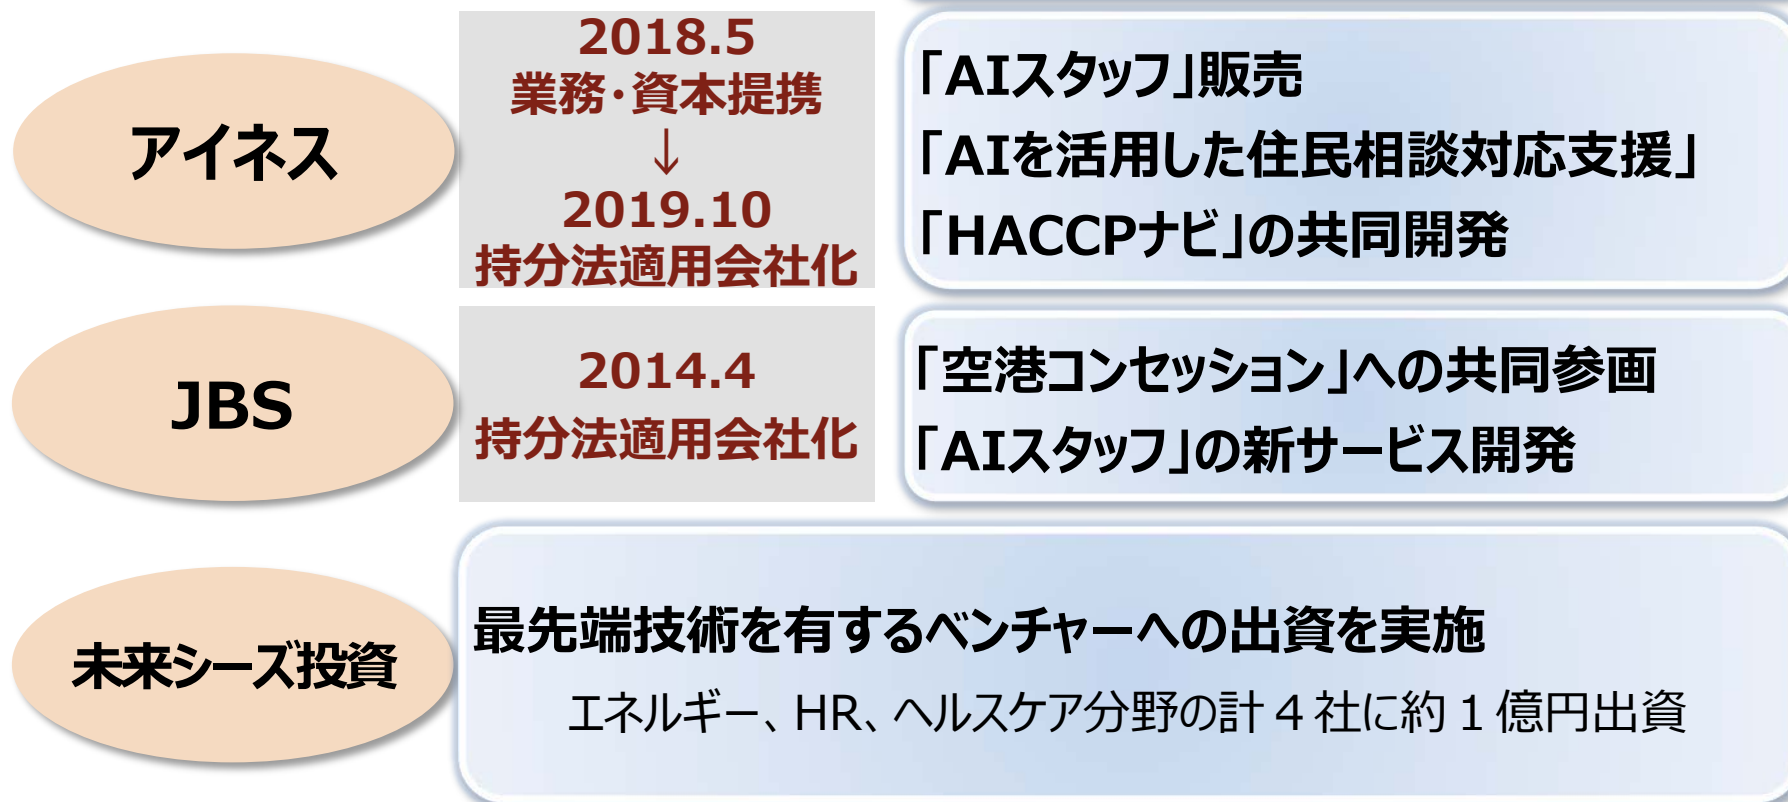 アイネス
2018.5
業務・資本提携
↓
2019.10
持分法適用会社化
「AIスタッフ」販売
「AIを活用した住民相談対応支援」
「HACCPナビ」の共同開発
JBS
2014.4
持分法適用会社化
「空港コンセッション」への共同参画
「AIスタッフ」の新サービス開発
未来シーズ投資
最先端技術を有するベンチャーへの出資を実施
エネルギー、HR、ヘルスケア分野の計４社に約１億円出資